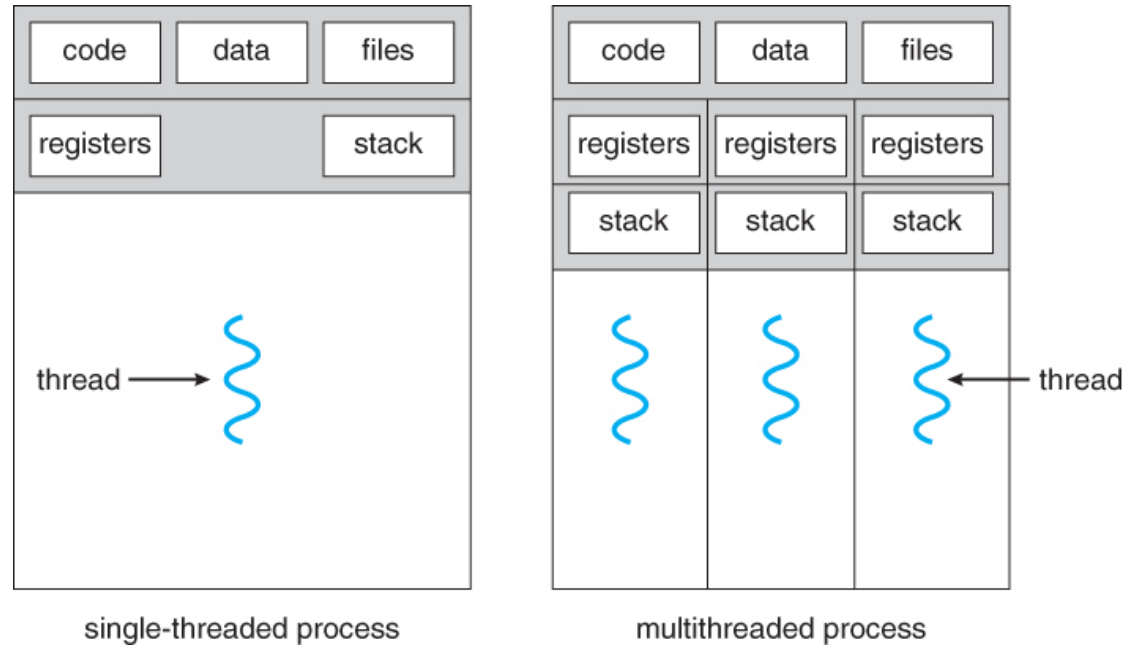 code data files
registers stack
thread
single-threaded process
code data files
registers registers registers
stack stack stack
thread
multithreaded process